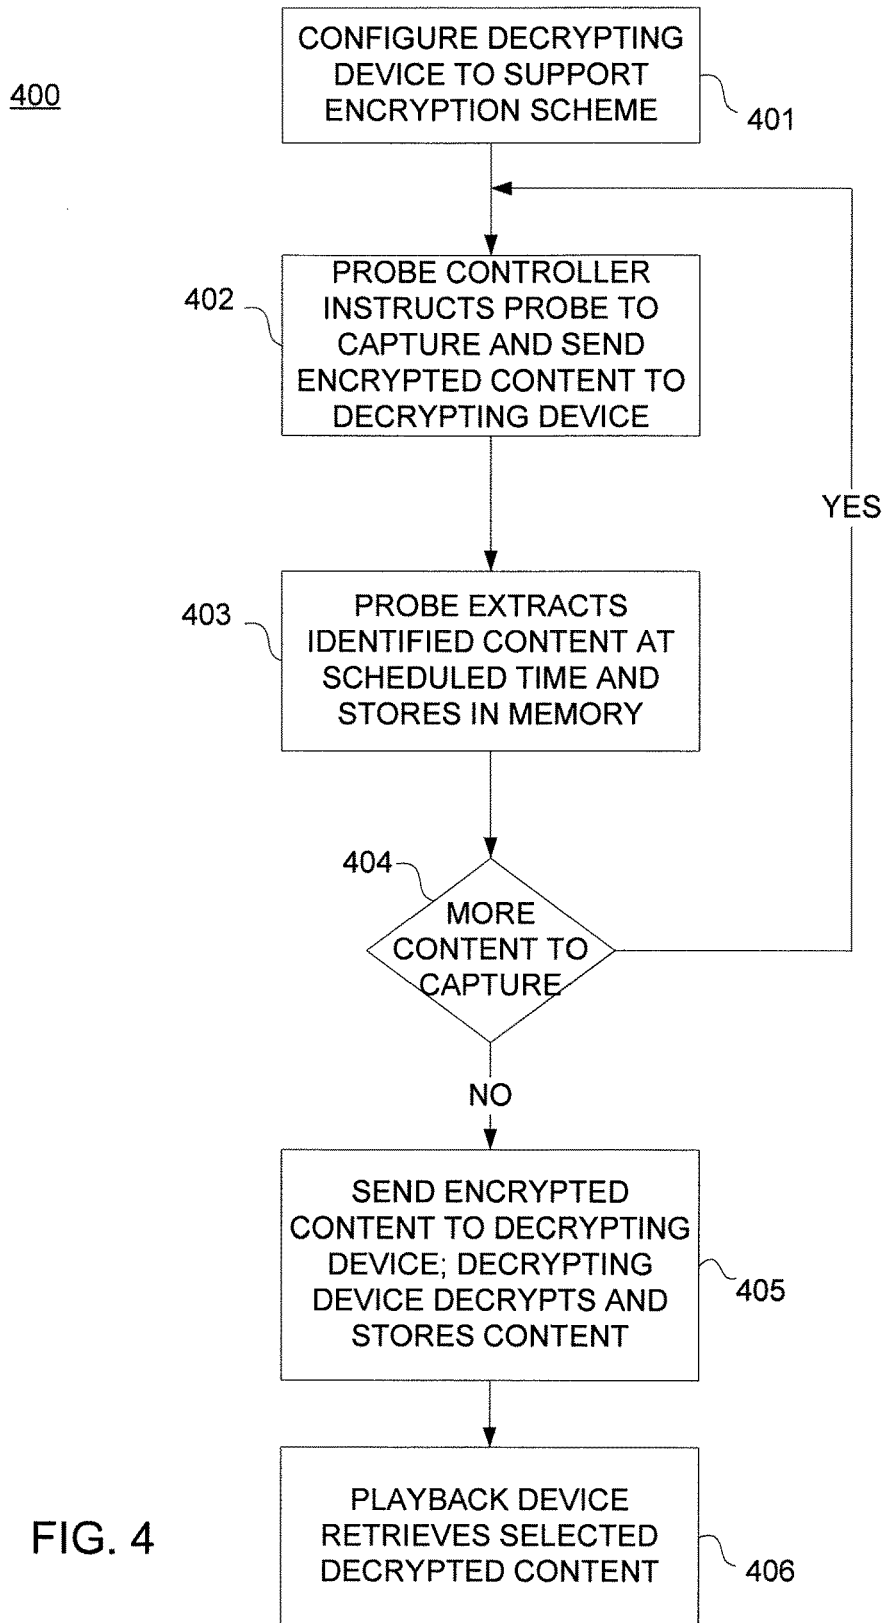 400
CONFIGURE DECRYPTING
DEVICE TO SUPPORT
ENCRYPTION SCHEME
401
402
PROBE CONTROLLER
INSTRUCTS PROBE TO
CAPTURE AND SEND
ENCRYPTED CONTENT TO
DECRYPTING DEVICE
YES
403
PROBE EXTRACTS
IDENTIFIED CONTENT AT
SCHEDULED TIME AND
STORES IN MEMORY
404
MORE
CONTENT TO
CAPTURE
NO
SEND ENCRYPTED
CONTENT TO DECRYPTING
DEVICE; DECRYPTING
DEVICE DECRYPTS AND
STORES CONTENT
405
PLAYBACK DEVICE
RETRIEVES SELECTED
DECRYPTED CONTENT
406
FIG. 4